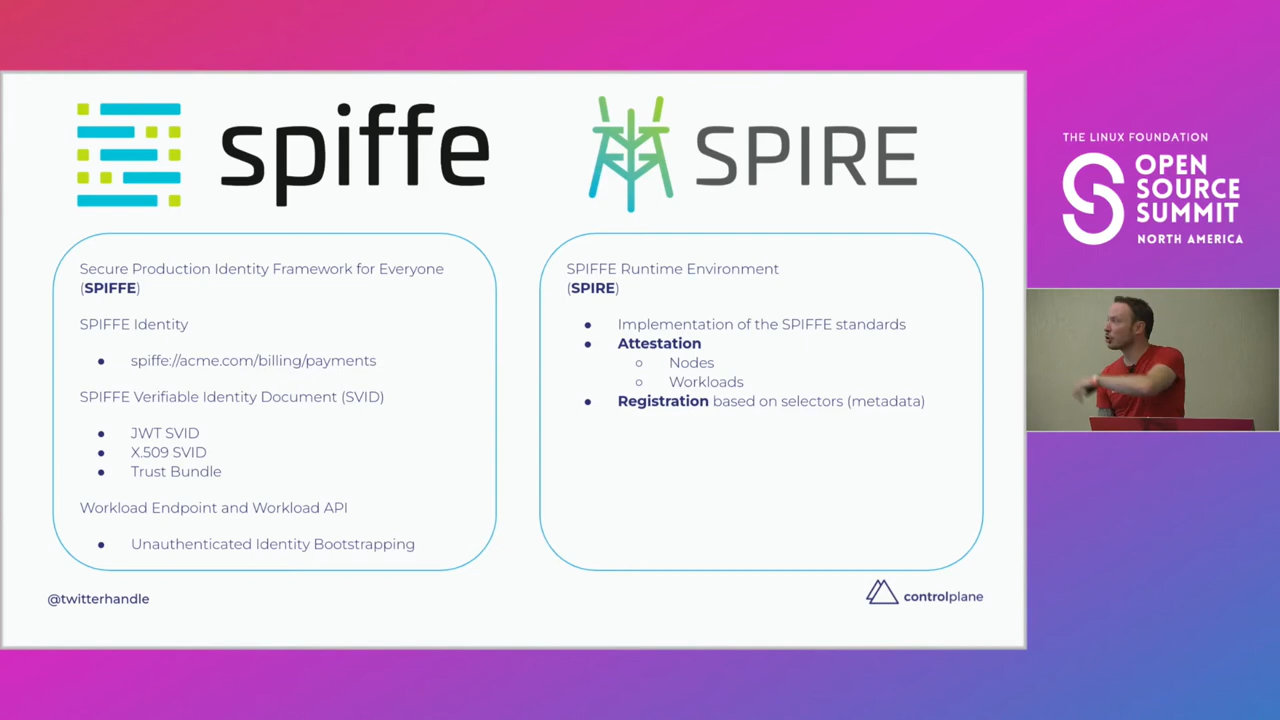 spiffe
SPIRE
Secure Production Identity Framework for Everyone
(SPIFFE)
SPIFFE Identity
● spiffe://acme.com/billing/payments
SPIFFE Verifiable Identity Document (SVID)
● JWT SVID
● X.509 SVID
● Trust Bundle
Workload Endpoint and Workload API
● Unauthenticated Identity Bootstrapping
SPIFFE Runtime Environment
(SPIRE)
● Implementation of the SPIFFE standards
● Attestation
○ Nodes
○ Workloads
● Registration based on selectors (metadata)
@twitterhandle
controlplane
THE LINUX FOUNDATION
OPEN
SOURCE
SUMMIT
NORTH AMERICA